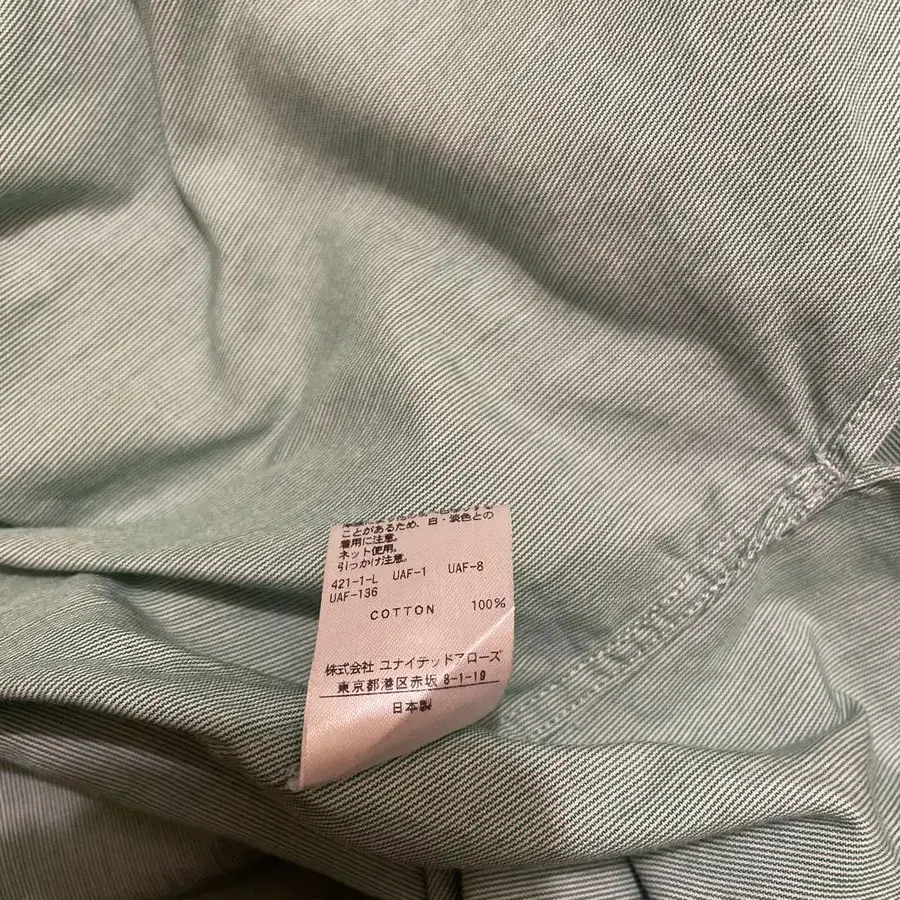 ことがあるため、白・淡色との
着用に注意。
ネット使用。
引っかけ注意。
421-1-L UAF-1 UAF-8
UAF-136
COTTON 100%
株式会社 ユナイテッドアローズ
東京都港区赤坂 8-1-19
日本製